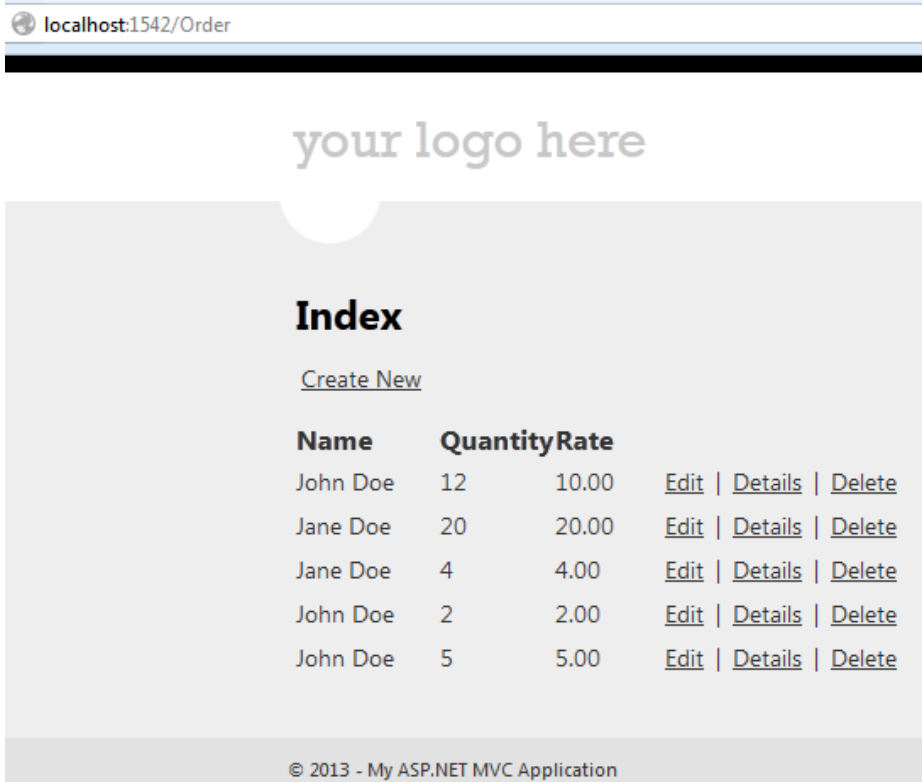 localhost:1542/Order
your logo here
Index
Create New
Name Quantity Rate
John Doe 12 10.00 Edit | Details | Delete
Jane Doe 20 20.00 Edit | Details | Delete
Jane Doe 4 4.00 Edit | Details | Delete
John Doe 2 2.00 Edit | Details | Delete
John Doe 5 5.00 Edit | Details | Delete
© 2013 - My ASP.NET MVC Application